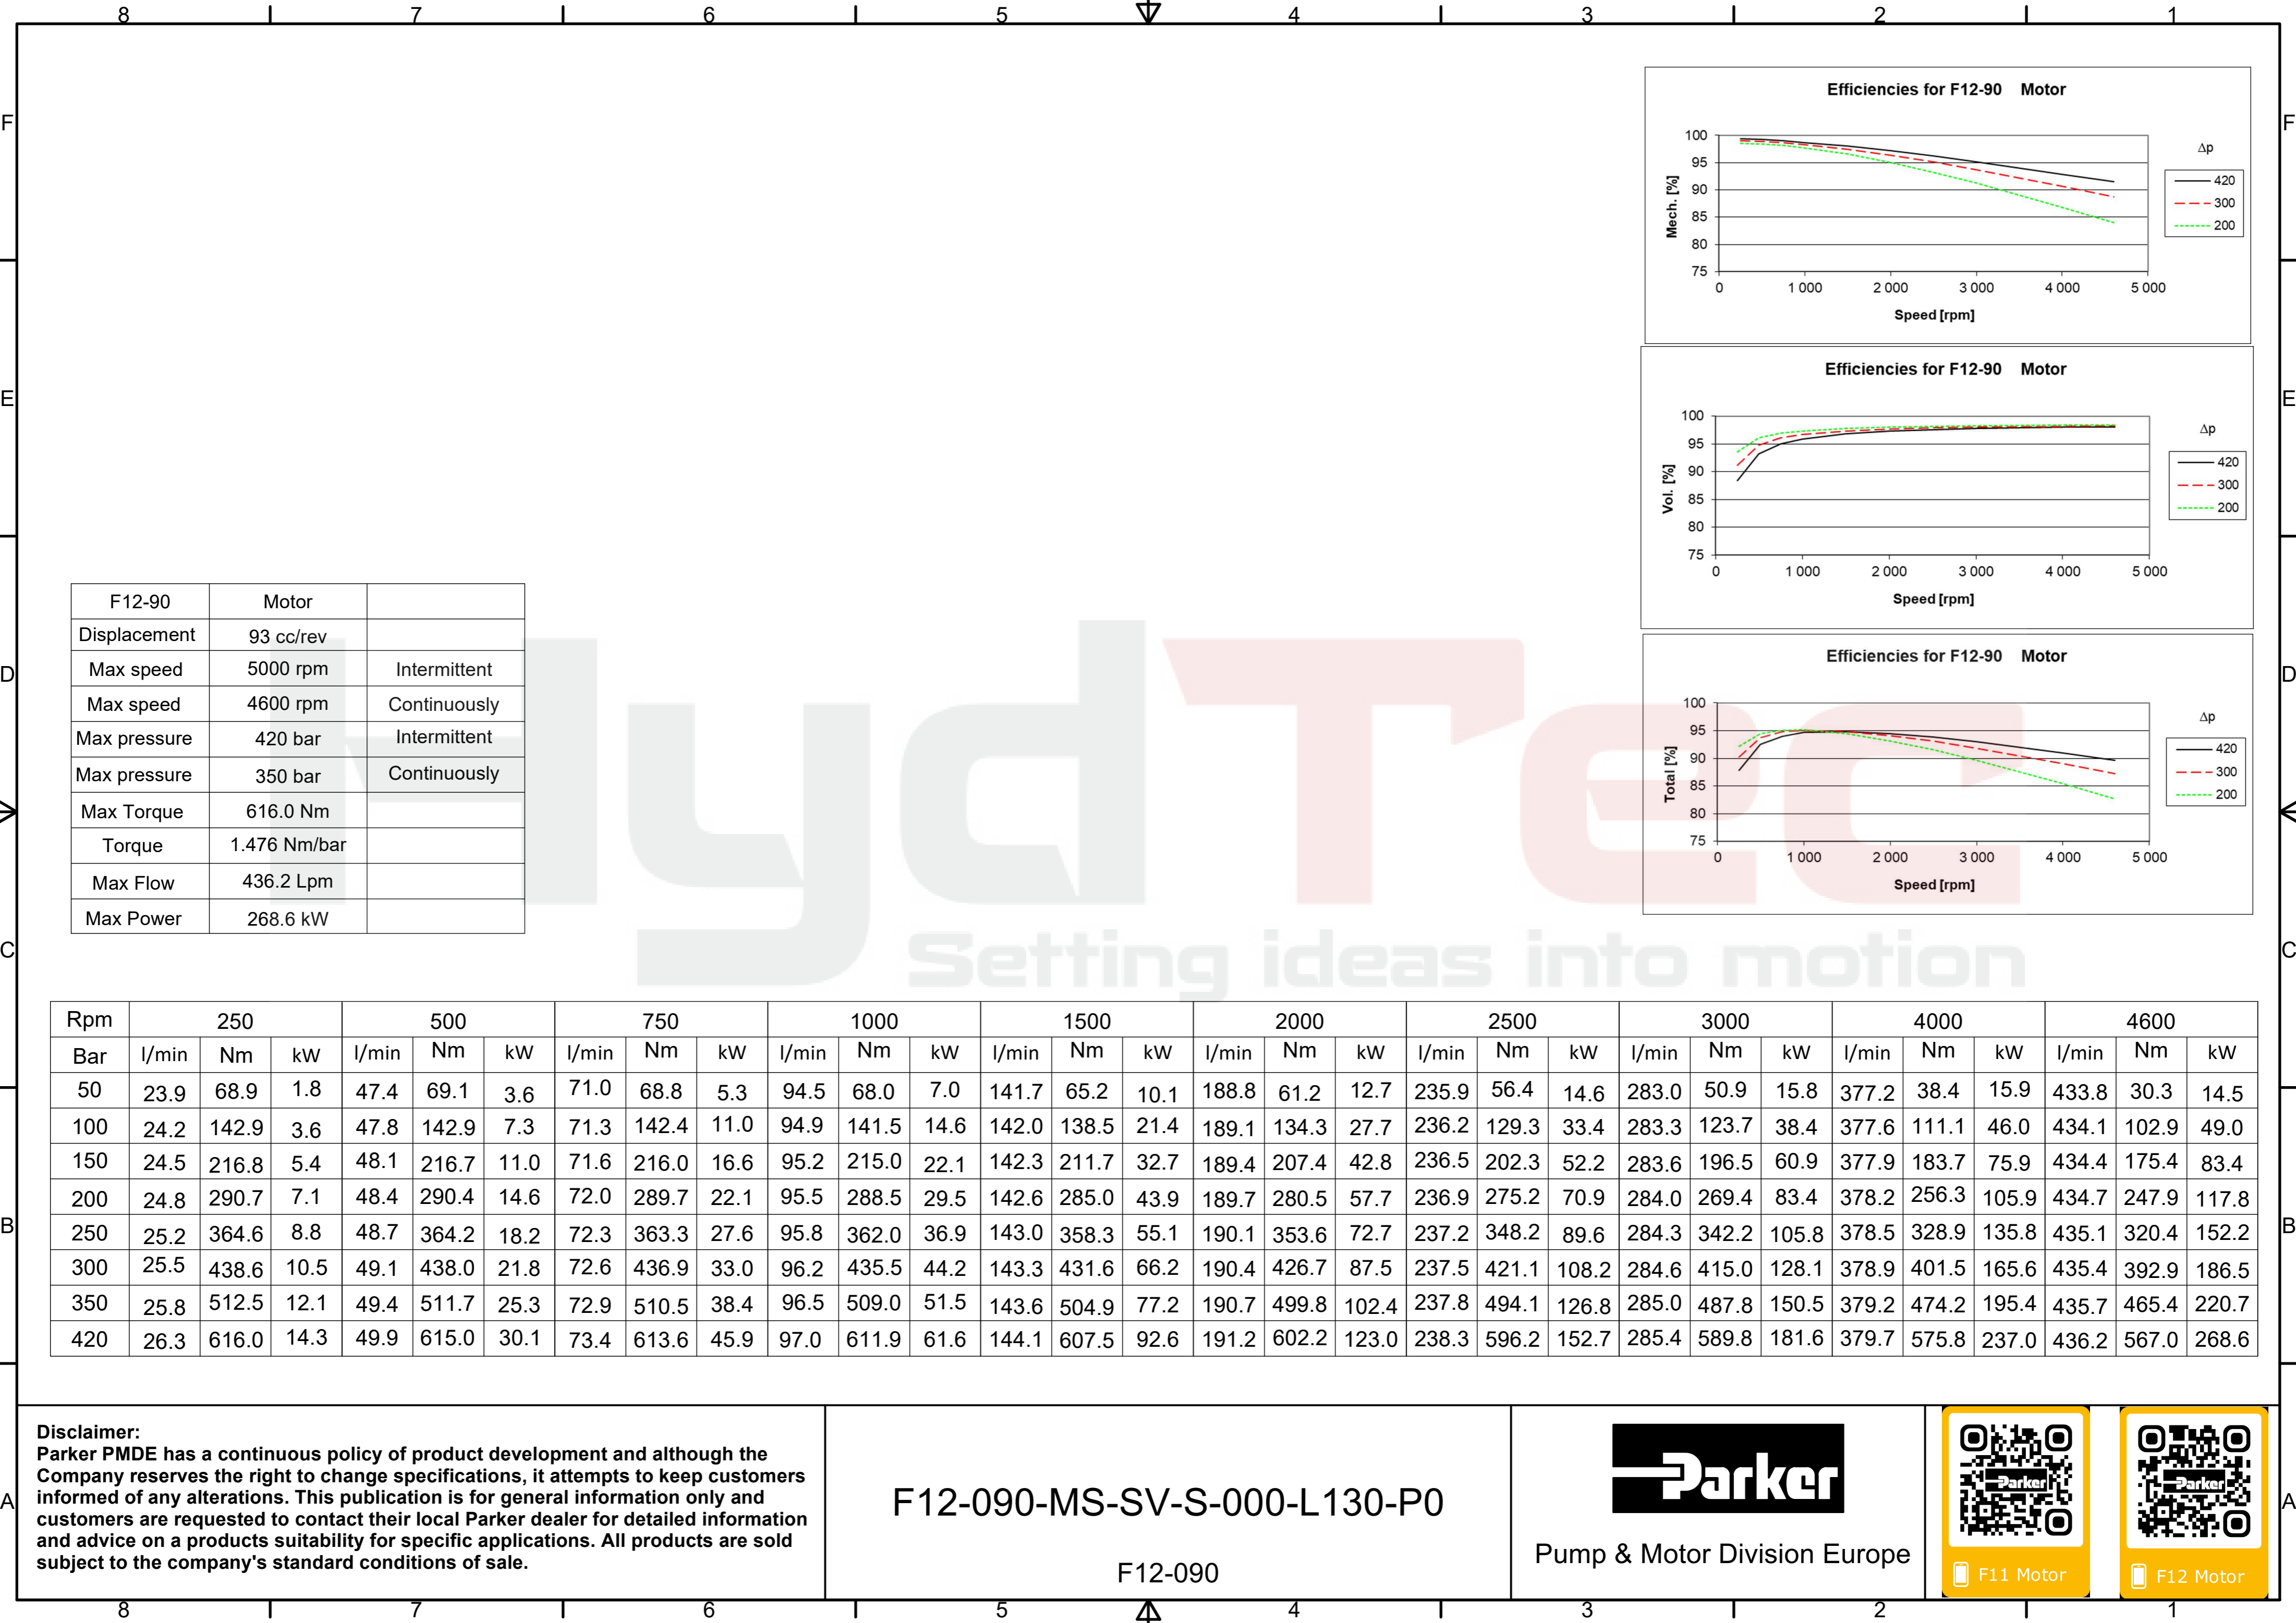 8 7 6 5 4 3 2 1
F F
E E
D D
C C
B B
A A
Efficiencies for F12-90 Motor
Mech. [%]
100
95
90
85
80
75
0 1 000 2 000 3 000 4 000 5 000
Speed [rpm]
Δp
420
300
200
Efficiencies for F12-90 Motor
Vol. [%]
100
95
90
85
80
75
0 1 000 2 000 3 000 4 000 5 000
Speed [rpm]
Δp
420
300
200
Efficiencies for F12-90 Motor
Total [%]
100
95
90
85
80
75
0 1 000 2 000 3 000 4 000 5 000
Speed [rpm]
Δp
420
300
200
F12-90 Motor
Displacement 93 cc/rev
Max speed 5000 rpm Intermittent
Max speed 4600 rpm Continuously
Max pressure 420 bar Intermittent
Max pressure 350 bar Continuously
Max Torque 616.0 Nm
Torque 1.476 Nm/bar
Max Flow 436.2 Lpm
Max Power 268.6 kW
HydTec
Setting ideas into motion
Rpm 250 500 750 1000 1500 2000 2500 3000 4000 4600
Bar l/min Nm kW l/min Nm kW l/min Nm kW l/min Nm kW l/min Nm kW l/min Nm kW l/min Nm kW l/min Nm kW l/min Nm kW l/min Nm kW
50 23.9 68.9 1.8 47.4 69.1 3.6 71.0 68.8 5.3 94.5 68.0 7.0 141.7 65.2 10.1 188.8 61.2 12.7 235.9 56.4 14.6 283.0 50.9 15.8 377.2 38.4 15.9 433.8 30.3 14.5
100 24.2 142.9 3.6 47.8 142.9 7.3 71.3 142.4 11.0 94.9 141.5 14.6 142.0 138.5 21.4 189.1 134.3 27.7 236.2 129.3 33.4 283.3 123.7 38.4 377.6 111.1 46.0 434.1 102.9 49.0
150 24.5 216.8 5.4 48.1 216.7 11.0 71.6 216.0 16.6 95.2 215.0 22.1 142.3 211.7 32.7 189.4 207.4 42.8 236.5 202.3 52.2 283.6 196.5 60.9 377.9 183.7 75.9 434.4 175.4 83.4
200 24.8 290.7 7.1 48.4 290.4 14.6 72.0 289.7 22.1 95.5 288.5 29.5 142.6 285.0 43.9 189.7 280.5 57.7 236.9 275.2 70.9 284.0 269.4 83.4 378.2 256.3 105.9 434.7 247.9 117.8
250 25.2 364.6 8.8 48.7 364.2 18.2 72.3 363.3 27.6 95.8 362.0 36.9 143.0 358.3 55.1 190.1 353.6 72.7 237.2 348.2 89.6 284.3 342.2 105.8 378.5 328.9 135.8 435.1 320.4 152.2
300 25.5 438.6 10.5 49.1 438.0 21.8 72.6 436.9 33.0 96.2 435.5 44.2 143.3 431.6 66.2 190.4 426.7 87.5 237.5 421.1 108.2 284.6 415.0 128.1 378.9 401.5 165.6 435.4 392.9 186.5
350 25.8 512.5 12.1 49.4 511.7 25.3 72.9 510.5 38.4 96.5 509.0 51.5 143.6 504.9 77.2 190.7 499.8 102.4 237.8 494.1 126.8 285.0 487.8 150.5 379.2 474.2 195.4 435.7 465.4 220.7
420 26.3 616.0 14.3 49.9 615.0 30.1 73.4 613.6 45.9 97.0 611.9 61.6 144.1 607.5 92.6 191.2 602.2 123.0 238.3 596.2 152.7 285.4 589.8 181.6 379.7 575.8 237.0 436.2 567.0 268.6
Disclaimer:
Parker PMDE has a continuous policy of product development and although the
Company reserves the right to change specifications, it attempts to keep customers
informed of any alterations. This publication is for general information only and
customers are requested to contact their local Parker dealer for detailed information
and advice on a products suitability for specific applications. All products are sold
subject to the company's standard conditions of sale.
F12-090-MS-SV-S-000-L130-P0
F12-090
Parker
Pump & Motor Division Europe
Parker
F11 Motor
Parker
F12 Motor
8 7 6 5 4 3 2 1